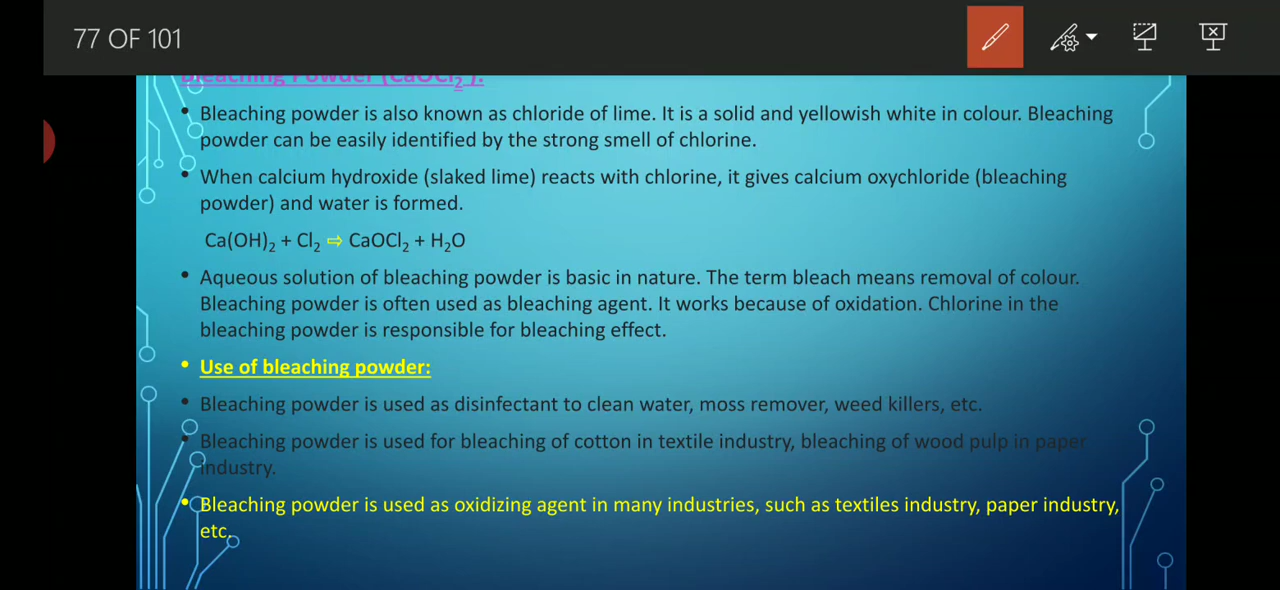 77 OF 101
Bleaching Powder (CaOCl₂ ):
• Bleaching powder is also known as chloride of lime. It is a solid and yellowish white in colour. Bleaching
powder can be easily identified by the strong smell of chlorine.
• When calcium hydroxide (slaked lime) reacts with chlorine, it gives calcium oxychloride (bleaching
powder) and water is formed.
Ca(OH)₂ + Cl₂ ⇨ CaOCl₂ + H₂O
• Aqueous solution of bleaching powder is basic in nature. The term bleach means removal of colour.
Bleaching powder is often used as bleaching agent. It works because of oxidation. Chlorine in the
bleaching powder is responsible for bleaching effect.
• Use of bleaching powder:
• Bleaching powder is used as disinfectant to clean water, moss remover, weed killers, etc.
• Bleaching powder is used for bleaching of cotton in textile industry, bleaching of wood pulp in paper
industry.
• Bleaching powder is used as oxidizing agent in many industries, such as textiles industry, paper industry,
etc.